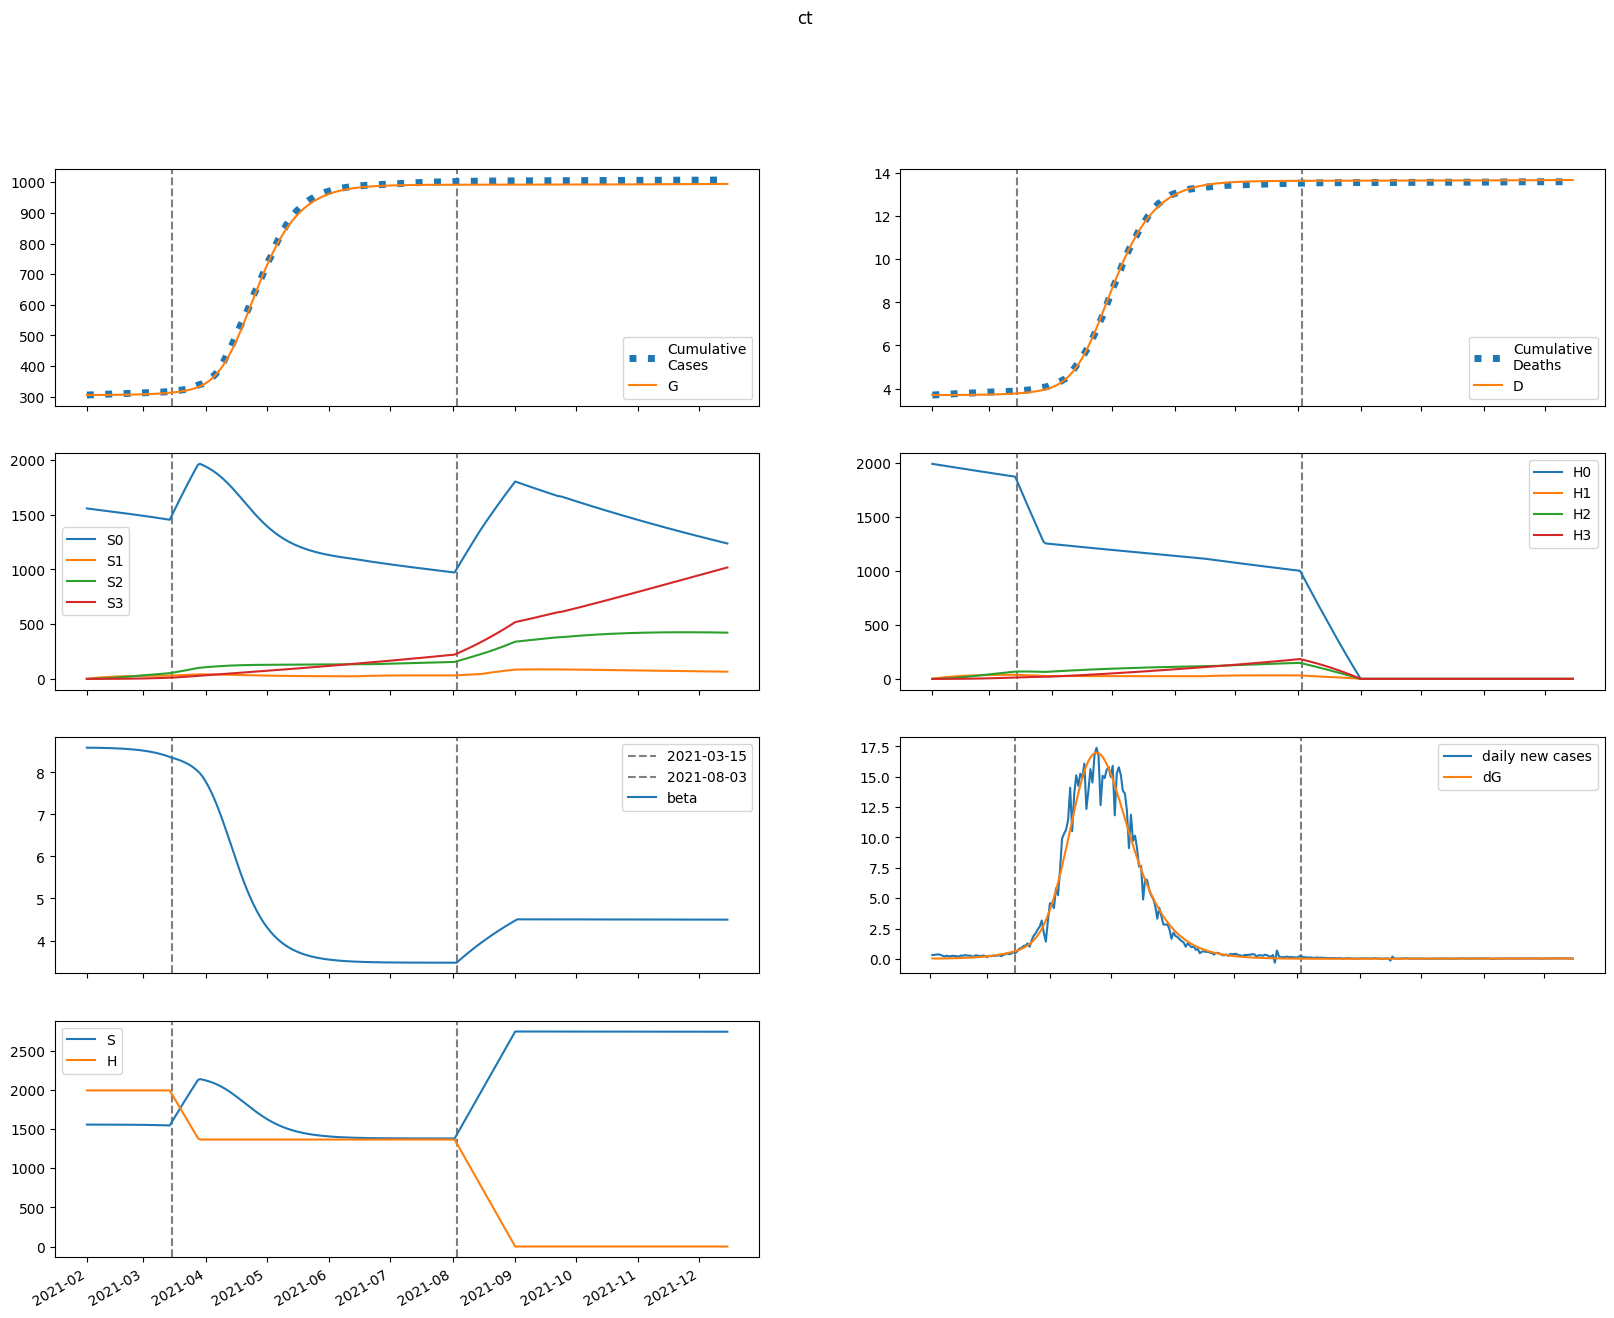 ct
1000
900
800
700
600
500
400
300
Cumulative
Cases
G
14
12
10
8
6
4
Cumulative
Deaths
D
2000
1500
1000
500
0
S0
S1
S2
S3
2000
1500
1000
500
0
H0
H1
H2
H3
8
7
6
5
4
2021-03-15
2021-08-03
beta
17.5
15.0
12.5
10.0
7.5
5.0
2.5
0.0
daily new cases
dG
2500
2000
1500
1000
500
0
S
H
2021-02
2021-03
2021-04
2021-05
2021-06
2021-07
2021-08
2021-09
2021-10
2021-11
2021-12